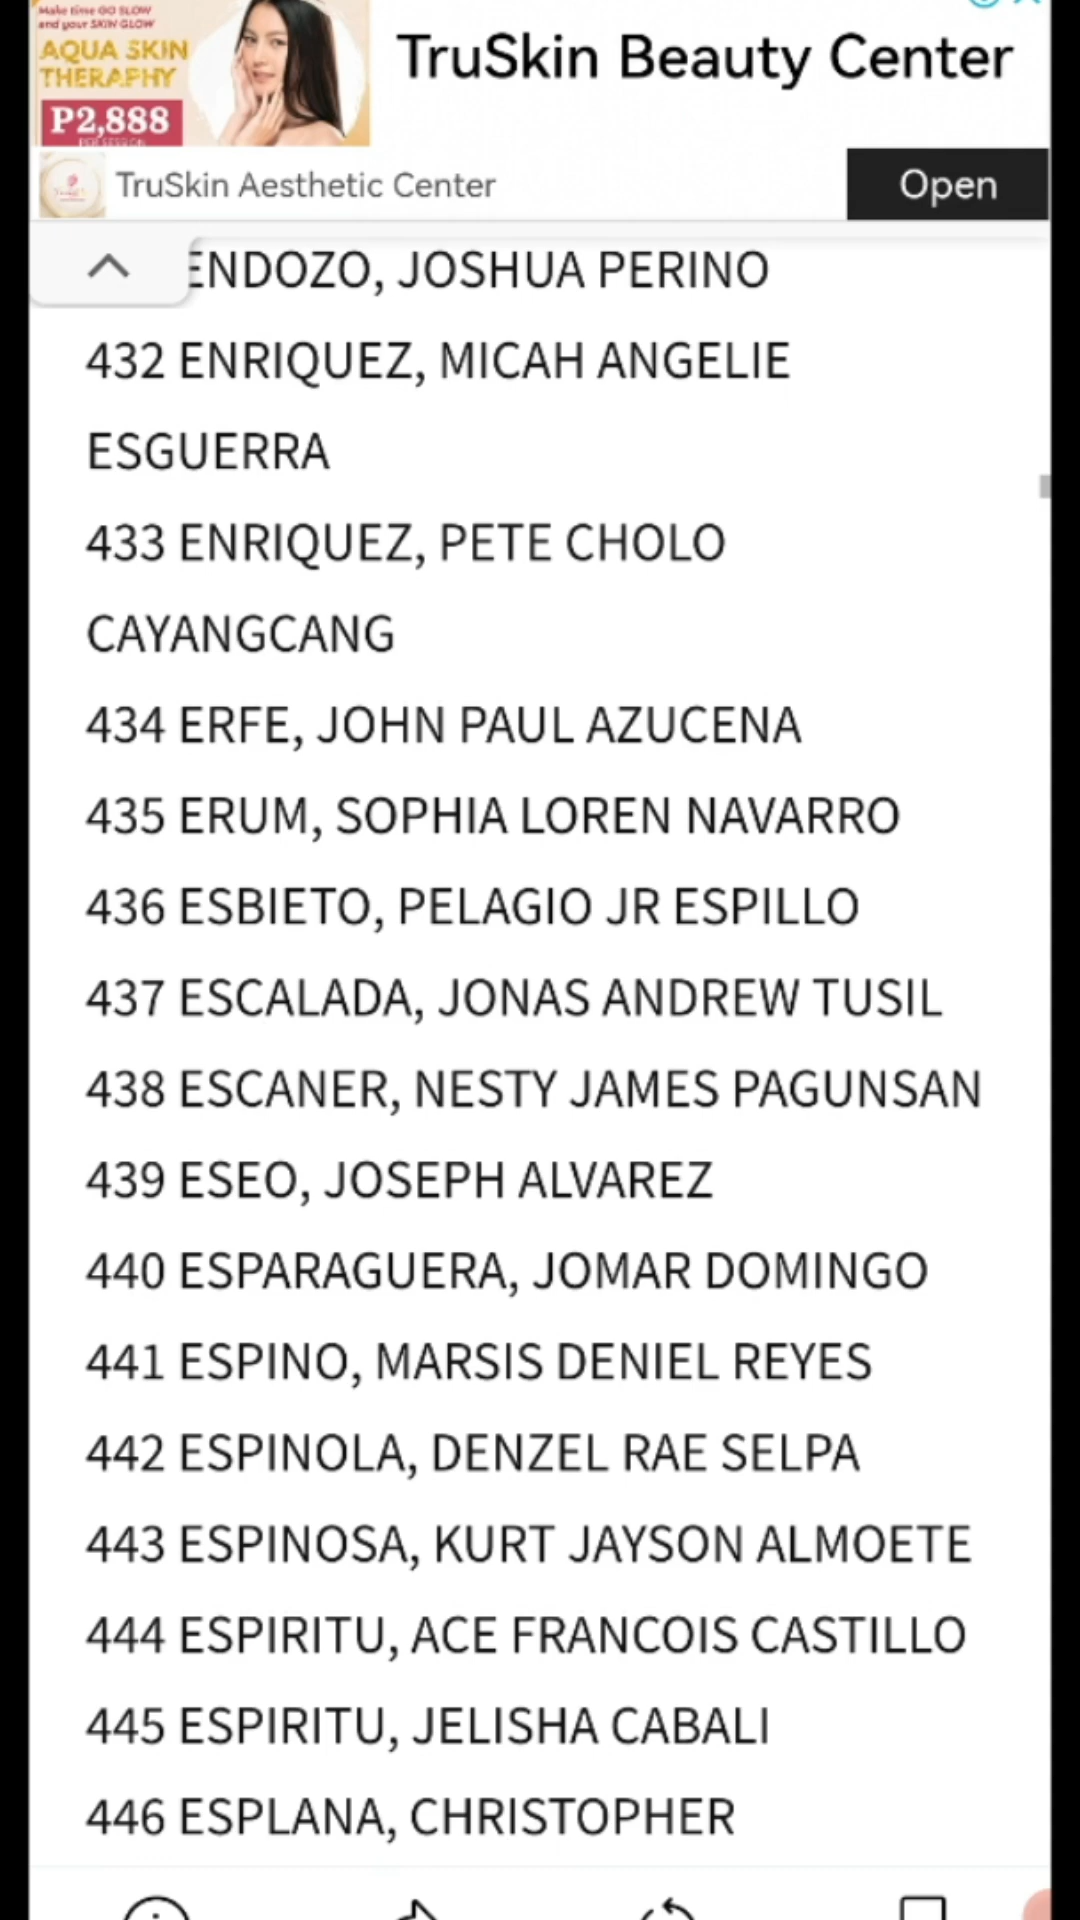 Make time GO SLOW
and your SKIN GLOW
AQUA SKIN
THERAPHY
P2,888
TruSkin Beauty Center
TruSkin Aesthetic Center
Open
ENDOZO, JOSHUA PERINO
432 ENRIQUEZ, MICAH ANGELIE
ESGUERRA
433 ENRIQUEZ, PETE CHOLO
CAYANGCANG
434 ERFE, JOHN PAUL AZUCENA
435 ERUM, SOPHIA LOREN NAVARRO
436 ESBIETO, PELAGIO JR ESPILLO
437 ESCALADA, JONAS ANDREW TUSIL
438 ESCANER, NESTY JAMES PAGUNSAN
439 ESEO, JOSEPH ALVAREZ
440 ESPARAGUERA, JOMAR DOMINGO
441 ESPINO, MARSIS DENIEL REYES
442 ESPINOLA, DENZEL RAE SELPA
443 ESPINOSA, KURT JAYSON ALMOETE
444 ESPIRITU, ACE FRANCOIS CASTILLO
445 ESPIRITU, JELISHA CABALI
446 ESPLANA, CHRISTOPHER